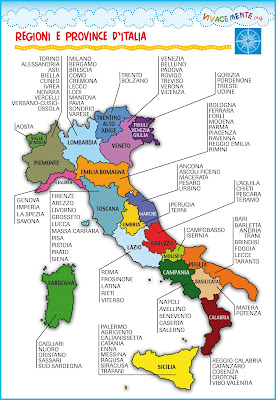 VIVACEMENTE.org
REGIONI E PROVINCE D'ITALIA
TORINO
ALESSANDRIA
ASTI
BIELLA
CUNEO
IVREA
NOVARA
VERCELLI
VERBANO-CUSIO-
OSSOLA
MILANO
BERGAMO
BRESCIA
COMO
CREMONA
LECCO
LODI
MANTOVA
PAVIA
SONDRIO
VARESE
TRENTO
BOLZANO
VENEZIA
BELLUNO
PADOVA
ROVIGO
TREVISO
VERONA
VICENZA
GORIZIA
PORDENONE
TRIESTE
UDINE
BOLOGNA
FERRARA
FORLÌ
MODENA
PARMA
PIACENZA
RAVENNA
REGGIO EMILIA
RIMINI
AOSTA
TRENTINO
ALTO
ADIGE
FRIULI
VENEZIA
GIULIA
LOMBARDIA
VENETO
PIEMONTE
EMILIA ROMAGNA
LIGURIA
ANCONA
ASCOLI PICENO
MACERATA
PESARO
URBINO
L'AQUILA
CHIETI
PESCARA
TERAMO
GENOVA
IMPERIA
LA SPEZIA
SAVONA
FIRENZE
AREZZO
LIVORNO
GROSSETO
LUCCA
MASSA CARRARA
PISA
PISTOIA
PRATO
SIENA
TOSCANA
MARCHE
UMBRIA
PERUGIA
TERNI
CAMPOBASSO
ISERNIA
BARI
BARLETTA
ANDRIA
TRANI
BRINDISI
FOGGIA
LECCE
TARANTO
LAZIO
ABRUZZO
MOLISE
PUGLIA
CAMPANIA
BASILICATA
SARDEGNA
ROMA
FROSINONE
LATINA
RIETI
VITERBO
NAPOLI
AVELLINO
BENEVENTO
CASERTA
SALERNO
MATERA
POTENZA
CALABRIA
CAGLIARI
NUORO
ORISTANO
SASSARI
SUD SARDEGNA
PALERMO
AGRIGENTO
CALTANISSETTA
CATANIA
ENNA
MESSINA
RAGUSA
SIRACUSA
TRAPANI
SICILIA
REGGIO CALABRIA
CATANZARO
COSENZA
CROTONE
VIBO VALENTIA